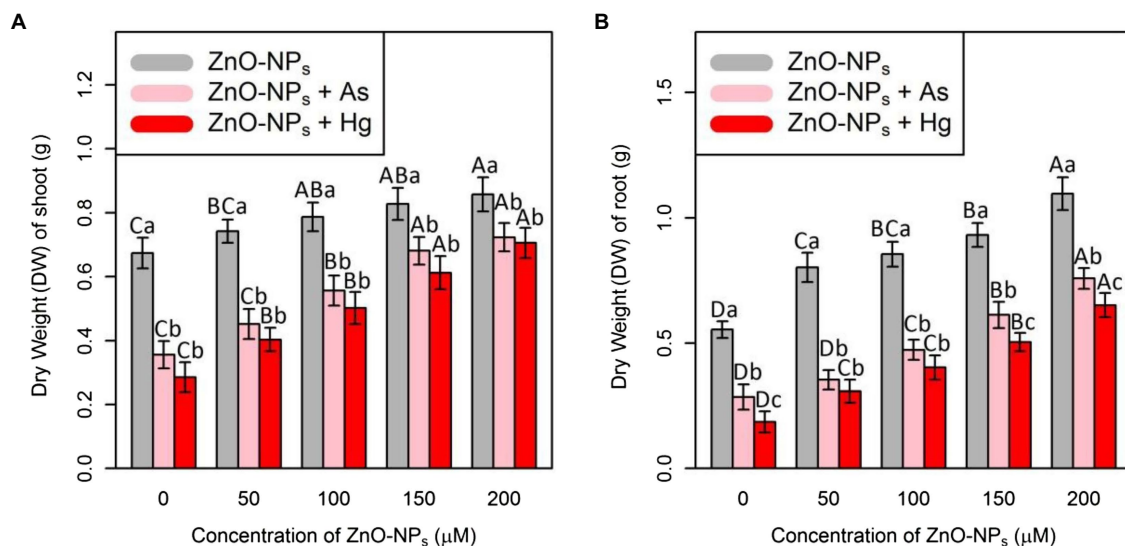 A
ZnO-NPs
ZnO-NPs + As
ZnO-NPs + Hg
Dry Weight (DW) of shoot (g)
1.2
1.0
0.8
0.6
0.4
0.2
0.0
Ca
Cb
Cb
BCa
Cb
Bb
ABa
Bb
Bb
ABa
Ab
Ab
Aa
Ab
Ab
0 50 100 150 200
Concentration of ZnO-NPs (μM)
B
ZnO-NPs
ZnO-NPs + As
ZnO-NPs + Hg
Dry Weight (DW) of root (g)
1.5
1.0
0.5
0.0
Da
Db
Dc
Ca
Db
Cb
BCa
Cb
Cb
Ba
Bb
Bc
Aa
Ab
Ac
0 50 100 150 200
Concentration of ZnO-NPs (μM)